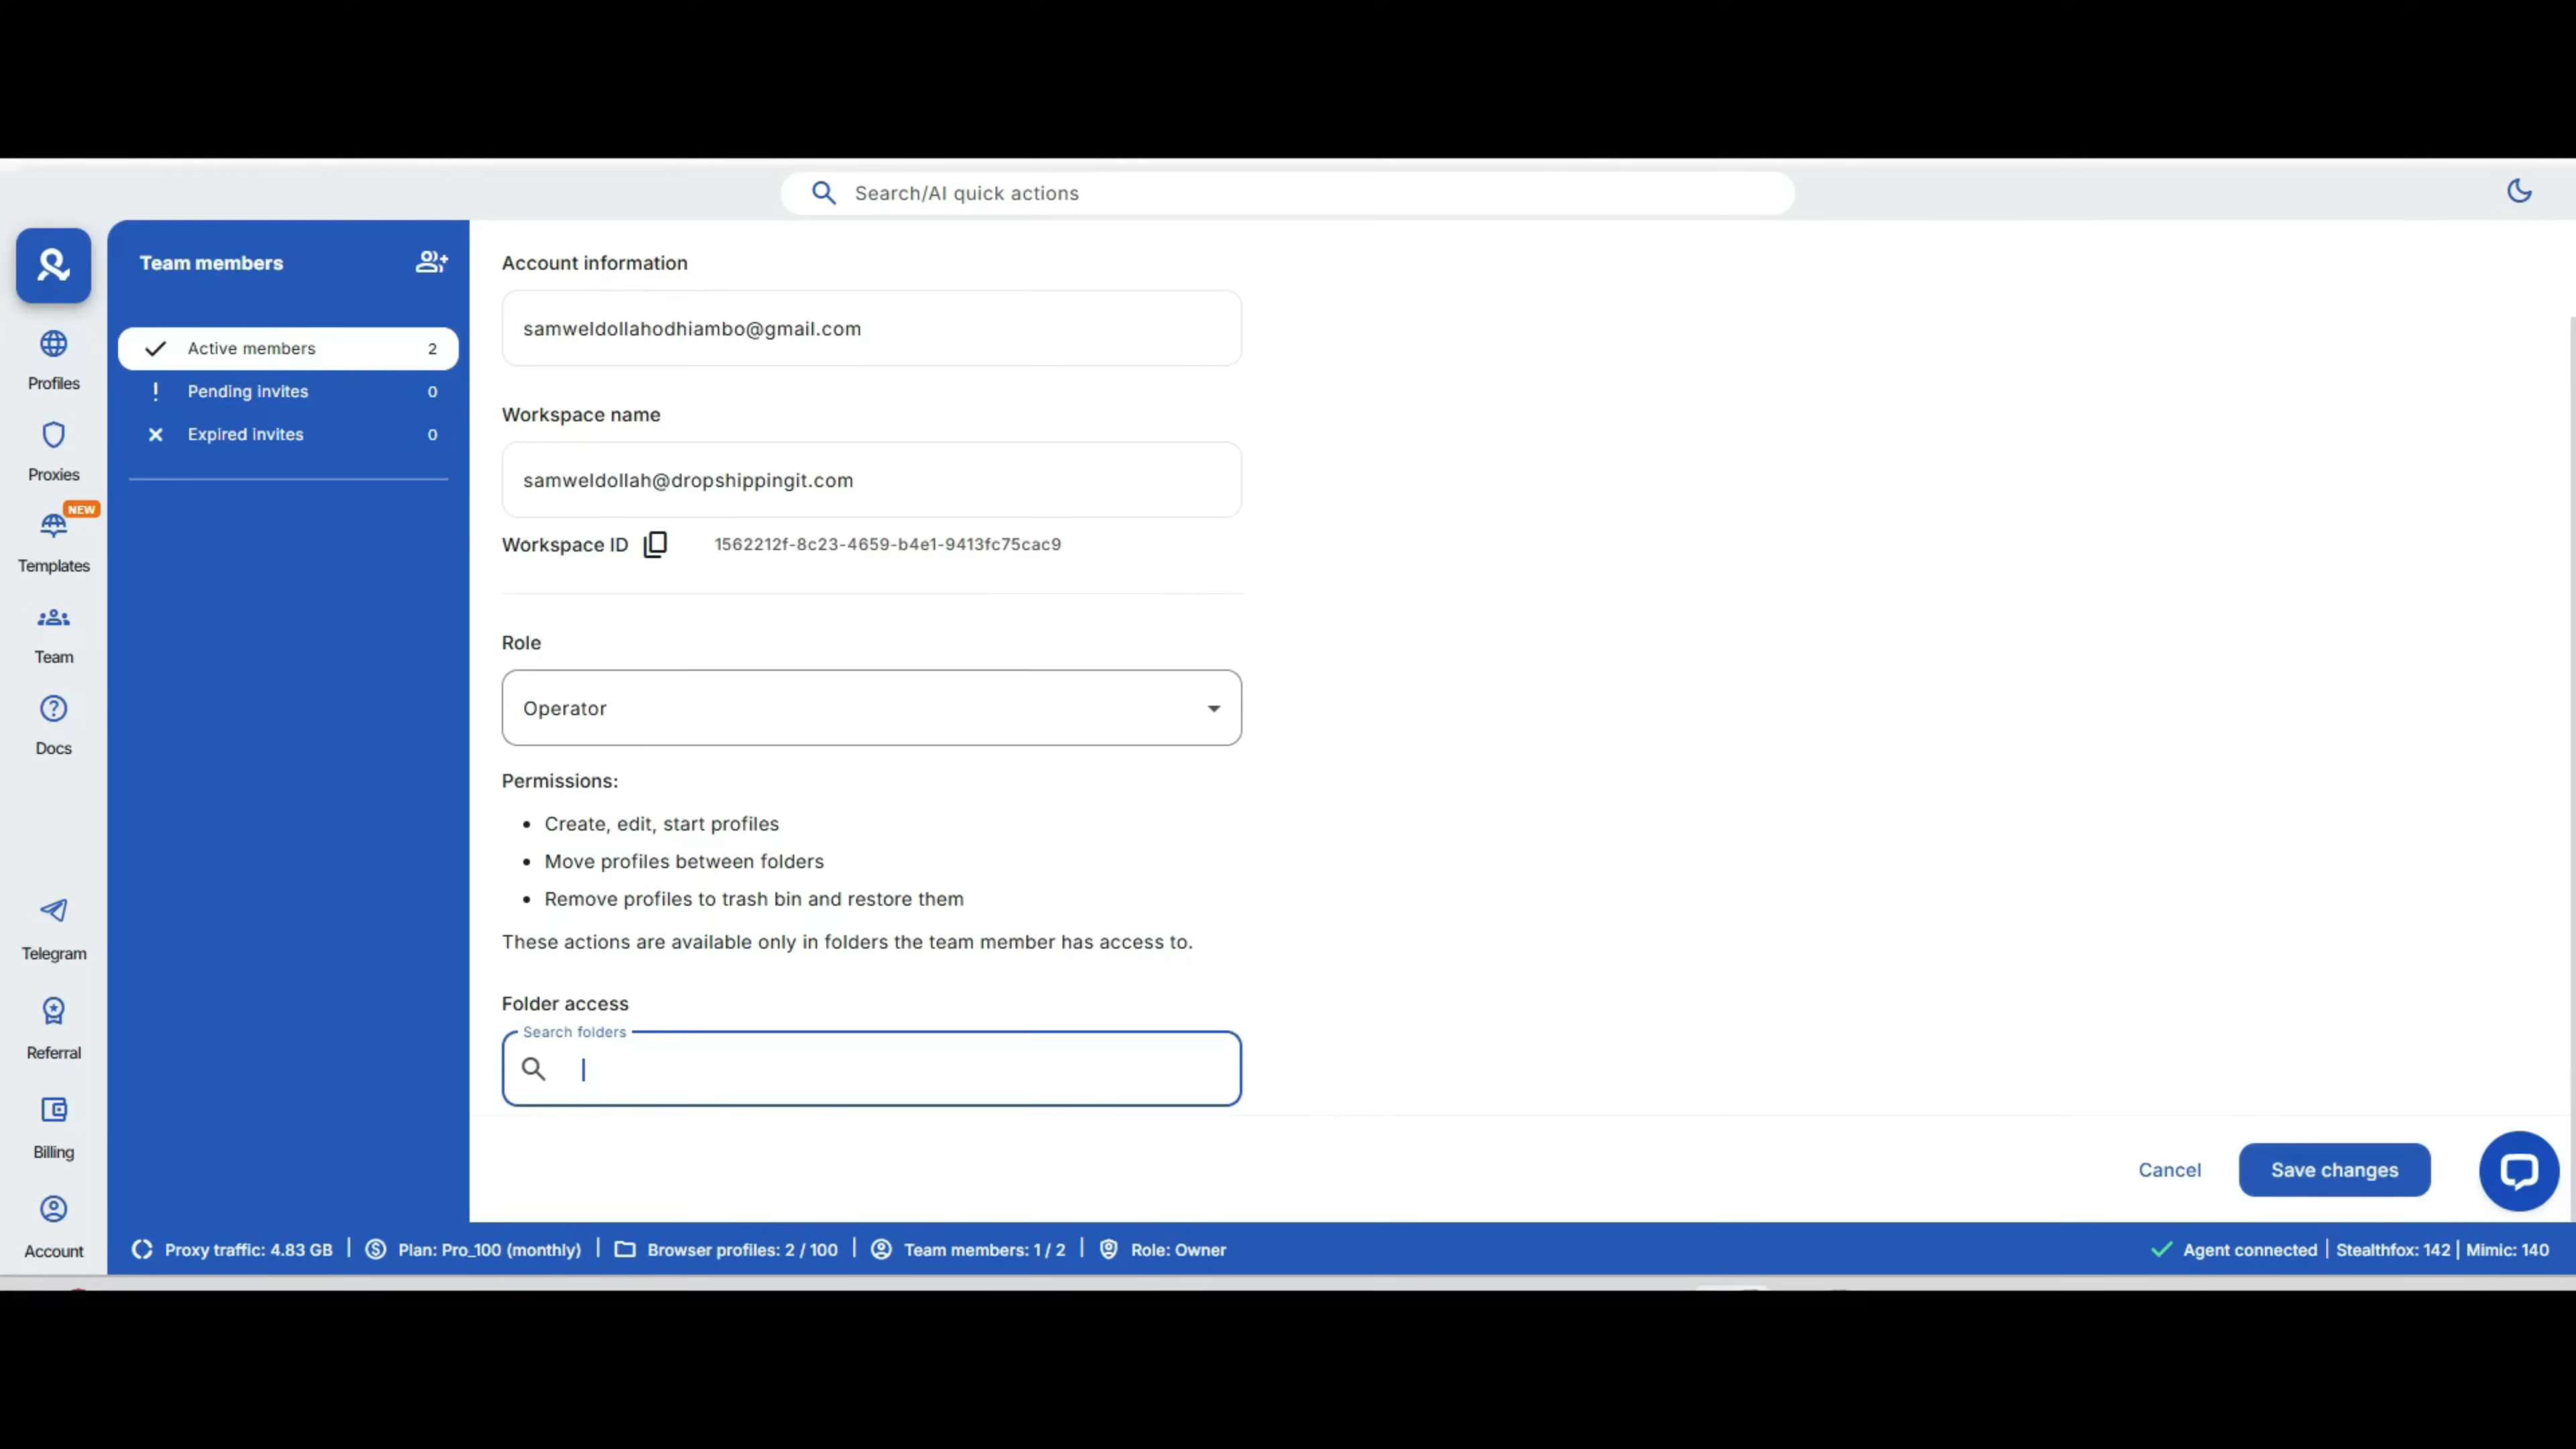 Search/AI quick actions
Profiles
Proxies
NEW
Templates
Team
Docs
Telegram
Referral
Billing
Account
Team members
Active members 2
Pending invites 0
Expired invites 0
Account information
samweldollahodhiambo@gmail.com
Workspace name
samweldollah@dropshippingit.com
Workspace ID 1562212f-8c23-4659-b4e1-9413fc75cac9
Role
Operator
Permissions:
• Create, edit, start profiles
• Move profiles between folders
• Remove profiles to trash bin and restore them
These actions are available only in folders the team member has access to.
Folder access
Search folders
Cancel Save changes
Proxy traffic: 4.83 GB | Plan: Pro_100 (monthly) | Browser profiles: 2 / 100 | Team members: 1 / 2 | Role: Owner
Agent connected | Stealthfox: 142 | Mimic: 140